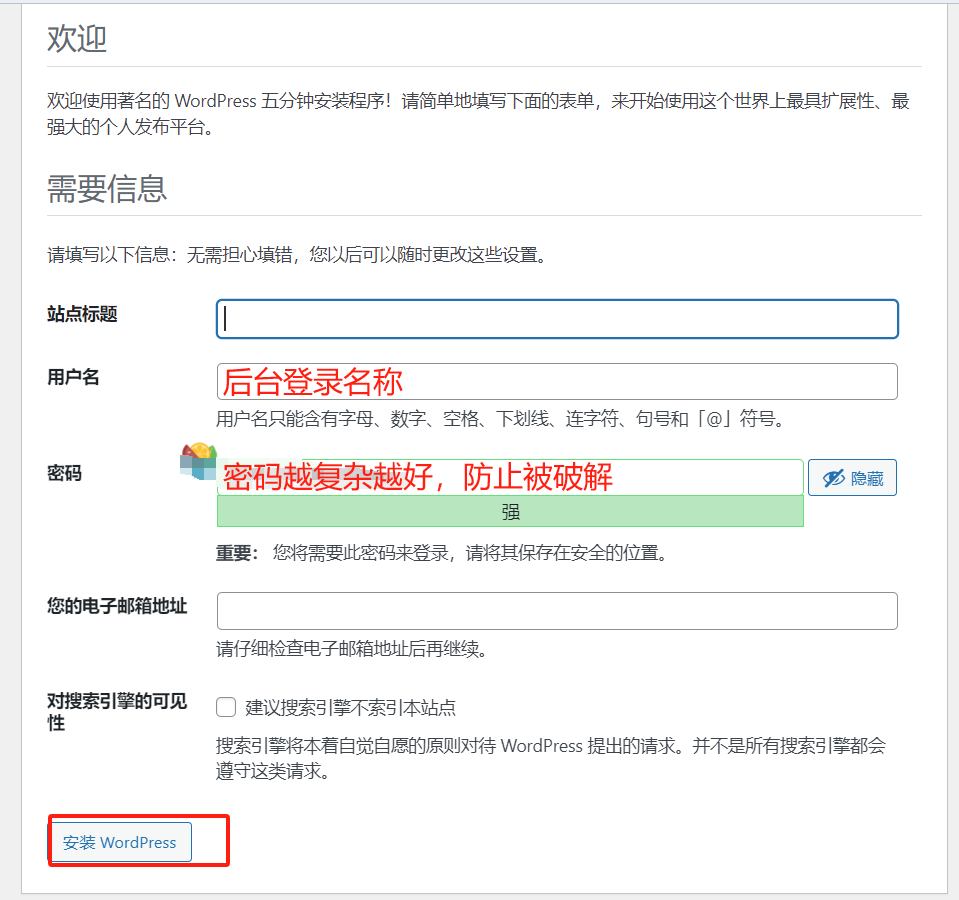 欢迎
欢迎使用著名的 WordPress 五分钟安装程序！请简单地填写下面的表单，来开始使用这个世界上最具扩展性、最
强大的个人发布平台。
需要信息
请填写以下信息：无需担心填错，您以后可以随时更改这些设置。
站点标题
用户名
后台登录名称
用户名只能含有字母、数字、空格、下划线、连字符、句号和「@」符号。
密码
密码越复杂越好，防止被破解
隐藏
强
重要： 您将需要此密码来登录，请将其保存在安全的位置。
您的电子邮箱地址
请仔细检查电子邮箱地址后再继续。
对搜索引擎的可见
性
建议搜索引擎不索引本站点
搜索引擎将本着自觉自愿的原则对待 WordPress 提出的请求。并不是所有搜索引擎都会
遵守这类请求。
安装 WordPress